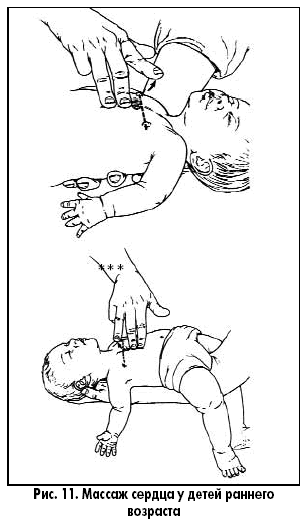 ***
Рис. 11. Массаж сердца у детей раннего
возраста